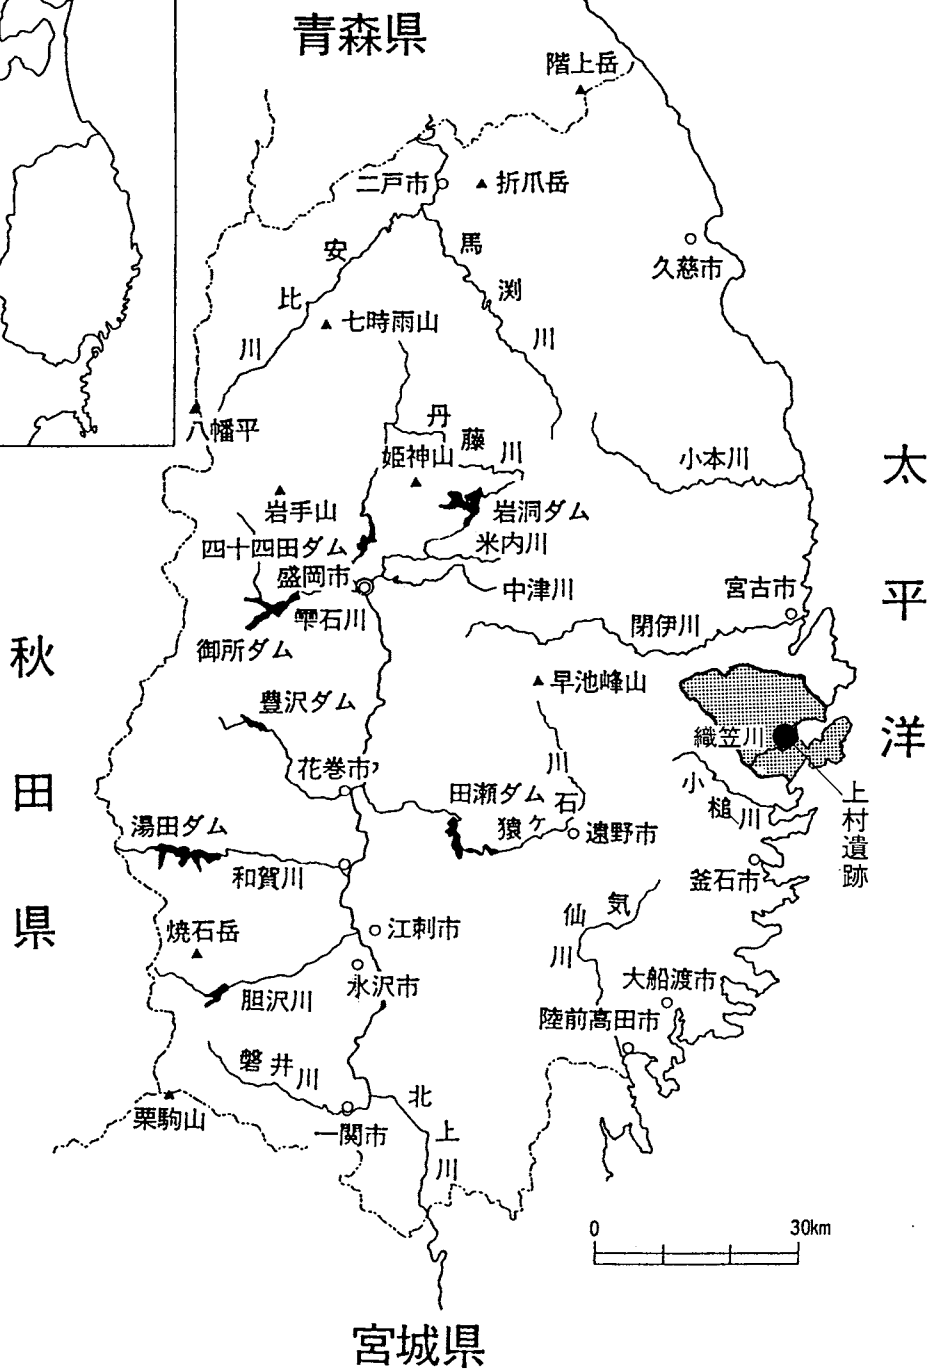 青森県
階上岳
二戸市
折爪岳
久慈市
安比川
馬渕川
七時雨山
八幡平
丹藤川
姫神山
小本川
岩手山
岩洞ダム
四十四田ダム
米内川
盛岡市
中津川
雫石川
宮古市
閉伊川
御所ダム
早池峰山
豊沢ダム
織笠川
花巻市
田瀬ダム
猿ヶ石川
小槌川
上村遺跡
湯田ダム
遠野市
和賀川
釜石市
焼石岳
江刺市
気仙川
水沢市
胆沢川
大船渡市
陸前高田市
磐井川
栗駒山
一関市
北上川
太平洋
秋田県
0 30km
宮城県